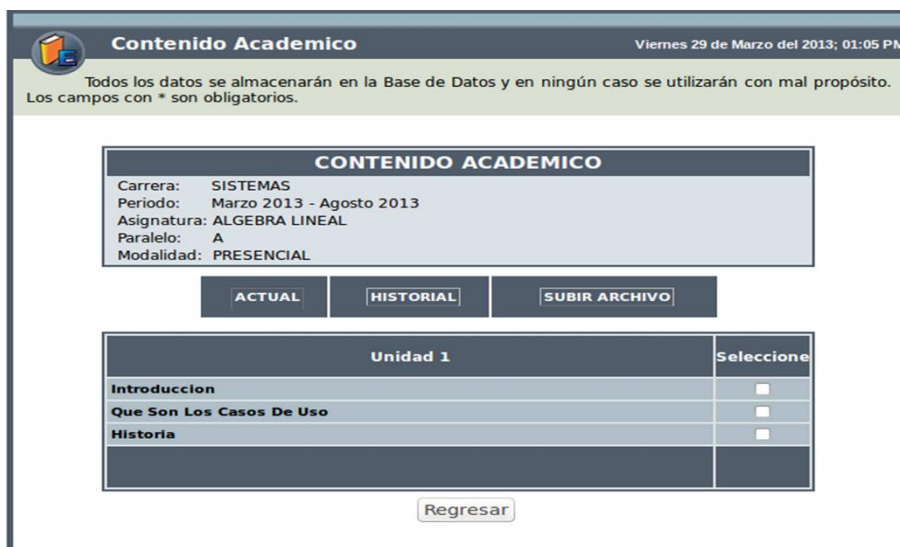 Contenido Academico
Viernes 29 de Marzo del 2013; 01:05 PM
Todos los datos se almacenarán en la Base de Datos y en ningún caso se utilizarán con mal propósito.
Los campos con * son obligatorios.
CONTENIDO ACADEMICO
Carrera: SISTEMAS
Periodo: Marzo 2013 - Agosto 2013
Asignatura: ALGEBRA LINEAL
Paralelo: A
Modalidad: PRESENCIAL
ACTUAL HISTORIAL SUBIR ARCHIVO
Unidad 1 Seleccione
Introduccion
Que Son Los Casos De Uso
Historia
Regresar